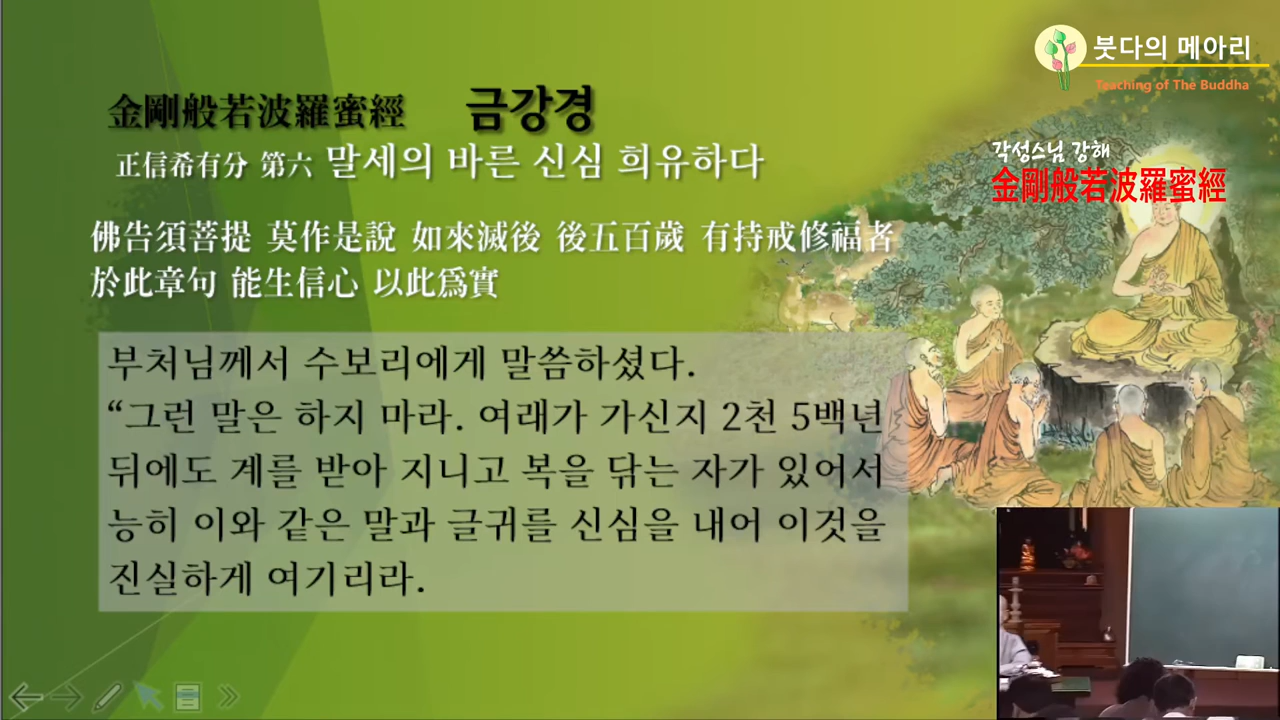 붓다의 메아리
Teaching of The Buddha
각성스님 강해
金剛般若波羅蜜經
金剛般若波羅蜜經 금강경
正信希有分 第六 말세의 바른 신심 희유하다
佛告須菩提 莫作是說 如來滅後 後五百歲 有持戒修福者
於此章句 能生信心 以此爲實
부처님께서 수보리에게 말씀하셨다.
“그런 말은 하지 마라. 여래가 가신지 2천 5백년
뒤에도 계를 받아 지니고 복을 닦는 자가 있어서
능히 이와 같은 말과 글귀를 신심을 내어 이것을
진실하게 여기리라.